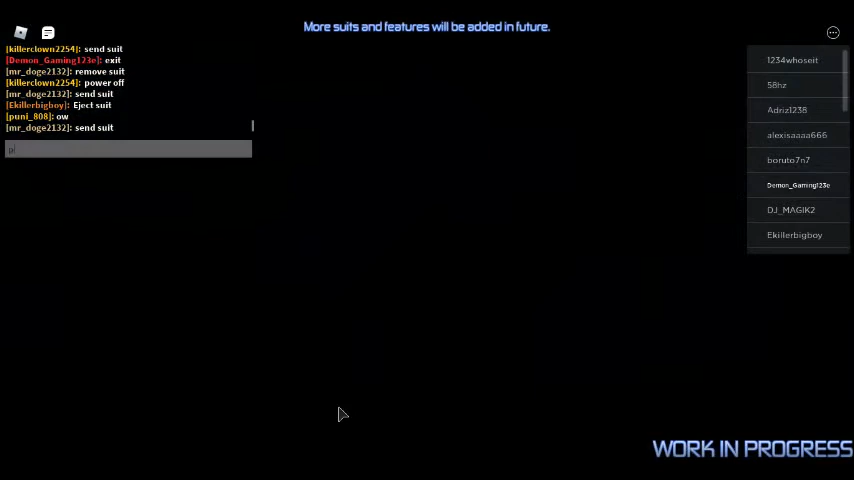 More suits and features will be added in future.
[killerclown2254]: send suit
[Demon_Gaming123e]: exit
[mr_doge2132]: remove suit
[killerclown2254]: power off
[mr_doge2132]: send suit
[Ekillerbigboy]: Eject suit
[puni_808]: ow
[mr_doge2132]: send suit
p
1234whoseit
58hz
Adriz1238
alexisaaaa666
boruto7n7
Demon_Gaming123e
DJ_MAGIK2
Ekillerbigboy
WORK IN PROGRESS